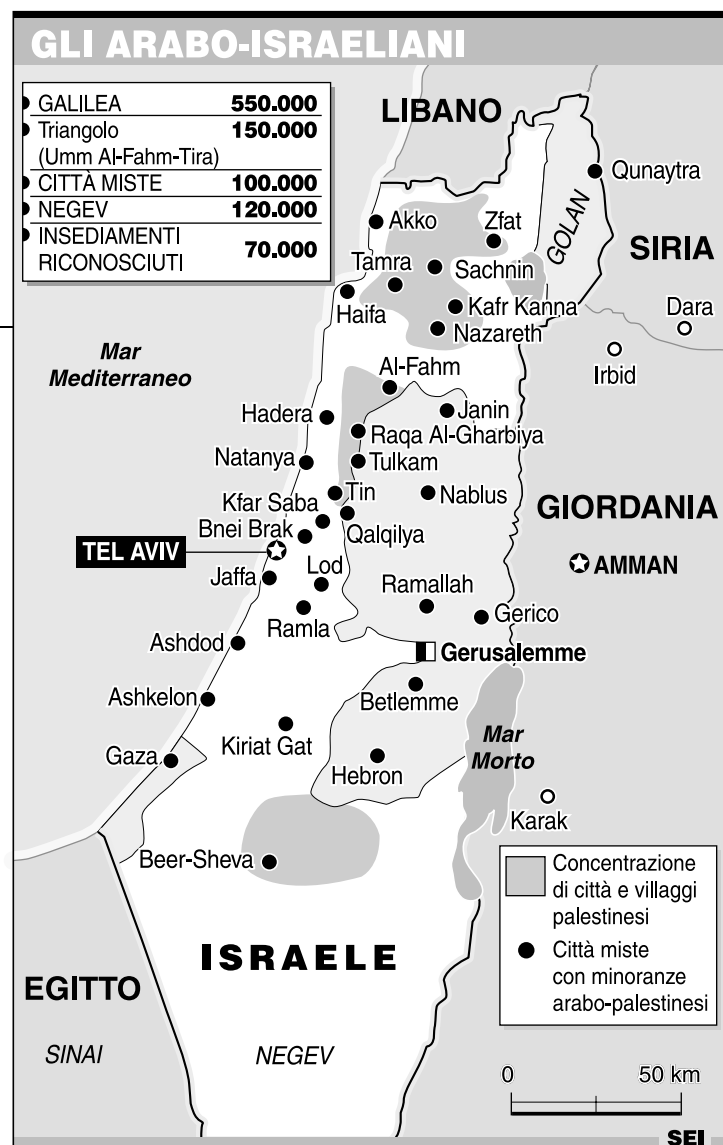 GLI ARABO-ISRAELIANI
GALILEA 550.000
Triangolo 150.000
(Umm Al-Fahm-Tira)
CITTÀ MISTE 100.000
NEGEV 120.000
INSEDIAMENTI
RICONOSCIUTI 70.000
LIBANO
Qunaytra
Akko
Zfat
GOLAN
SIRIA
Tamra
Sachnin
Haifa
Kafr Kanna
Dara
Nazareth
Mar
Mediterraneo
Irbid
Al-Fahm
Hadera
Janin
Raqa Al-Gharbiya
Natanya
Tulkam
Tin
Nablus
Kfar Saba
GIORDANIA
Bnei Brak
Qalqilya
TEL AVIV
AMMAN
Jaffa
Lod
Ramallah
Ramla
Gerico
Ashdod
Gerusalemme
Ashkelon
Betlemme
Kiriat Gat
Mar
Morto
Gaza
Hebron
Karak
Beer-Sheva
Concentrazione
di città e villaggi
palestinesi
Città miste
con minoranze
arabo-palestinesi
ISRAELE
EGITTO
SINAI
NEGEV
0 50 km
SEI